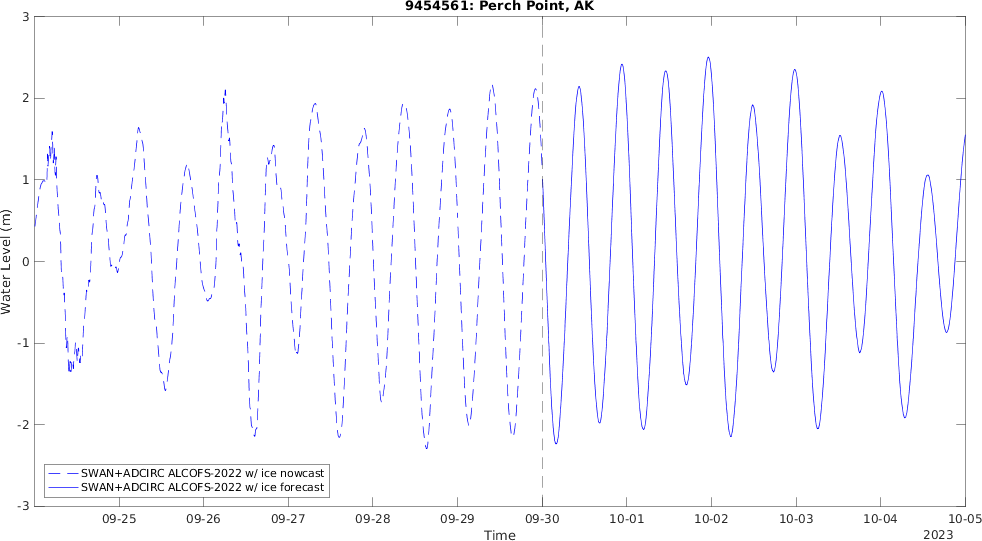 9454561: Perch Point, AK
3
2
1
0
-1
-2
-3
Water Level (m)
SWAN+ADCIRC ALCOFS-2022 w/ ice nowcast
SWAN+ADCIRC ALCOFS-2022 w/ ice forecast
09-25 09-26 09-27 09-28 09-29 09-30 10-01 10-02 10-03 10-04 10-05
Time
2023